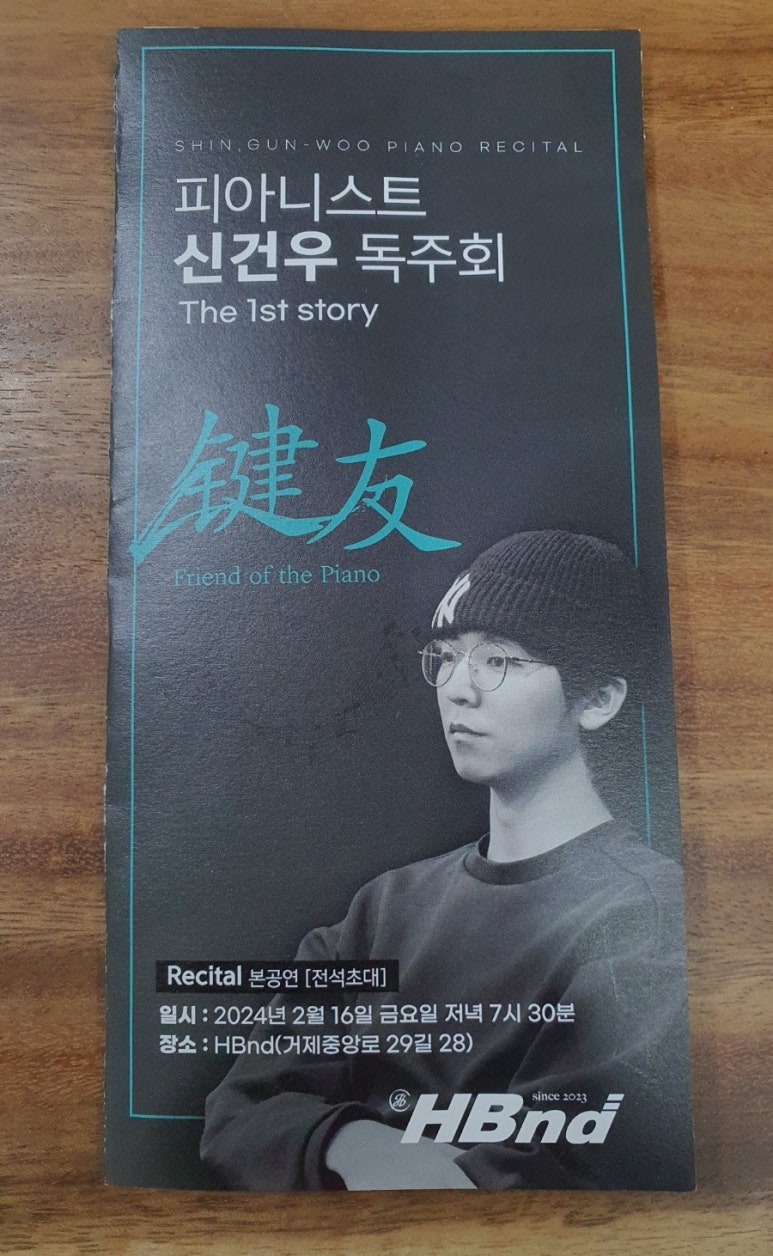 SHIN, GUN-WOO PIANO RECITAL
피아니스트
신건우 독주회
The 1st story
鍵友
Friend of the Piano
NY
Recital 본공연 [전석초대]
일시 : 2024년 2월 16일 금요일 저녁 7시 30분
장소 : HBnd(거제중앙로 29길 28)
since 2023
HBnd